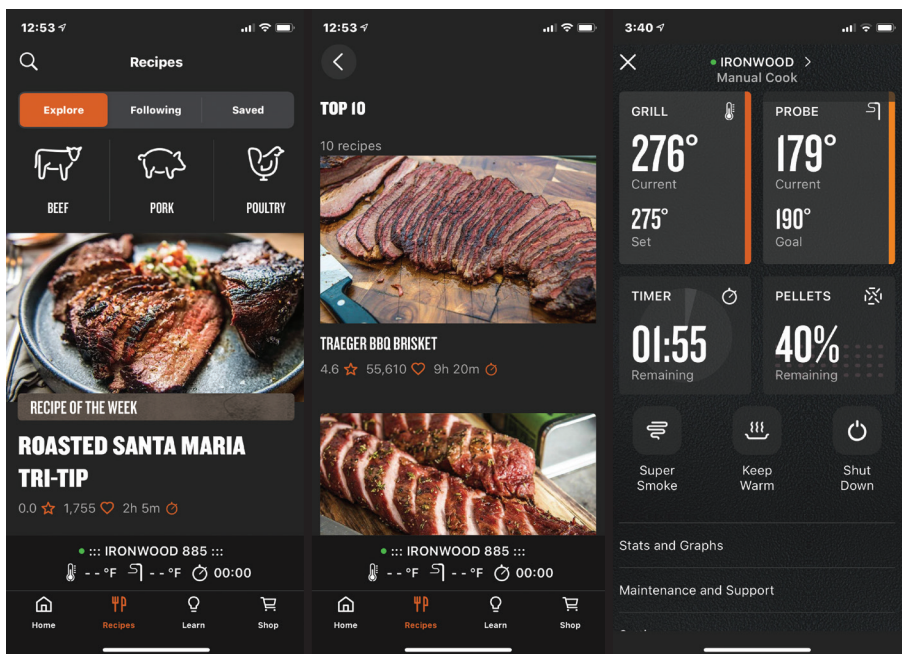 12:53
Recipes
Explore Following Saved
BEEF PORK POULTRY
RECIPE OF THE WEEK
ROASTED SANTA MARIA
TRI-TIP
0.0 1,755 2h 5m
::: IRONWOOD 885 :::
--°F --°F 00:00
Home Recipes Learn Shop
12:53
TOP 10
10 recipes
TRAEGER BBQ BRISKET
4.6 55,610 9h 20m
::: IRONWOOD 885 :::
--°F --°F 00:00
Home Recipes Learn Shop
3:40
IRONWOOD >
Manual Cook
GRILL
276°
Current
275°
Set
PROBE
179°
Current
190°
Goal
TIMER
01:55
Remaining
PELLETS
40%
Remaining
Super
Smoke
Keep
Warm
Shut
Down
Stats and Graphs
Maintenance and Support